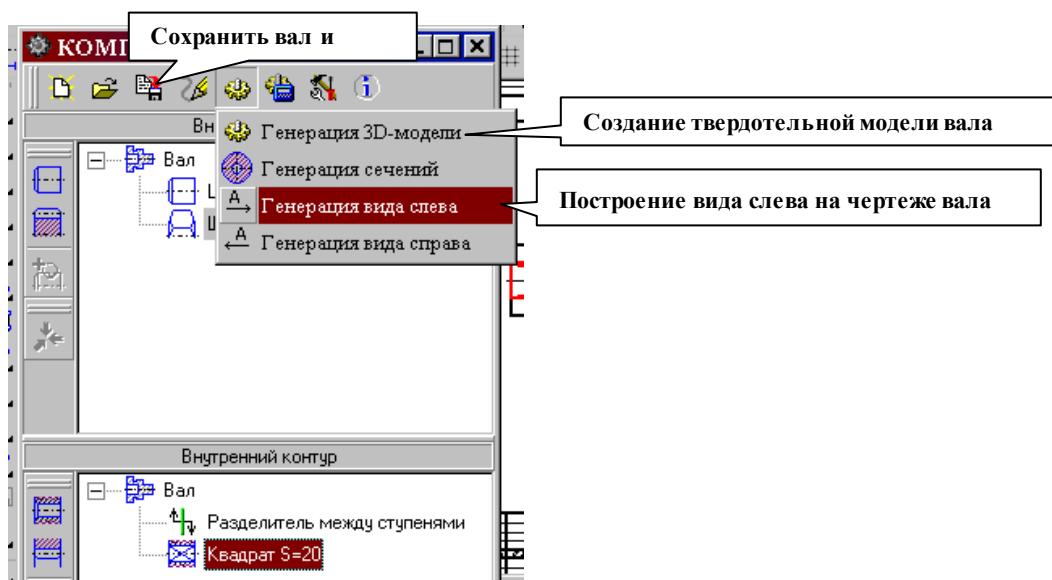 Сохранить вал и
КОМП
Вн
Генерация 3D-модели
Создание твердотельной модели вала
Вал
Генерация сечений
Генерация вида слева
Построение вида слева на чертеже вала
Генерация вида справа
Внутренний контур
Вал
Разделитель между ступенями
Квадрат S=20